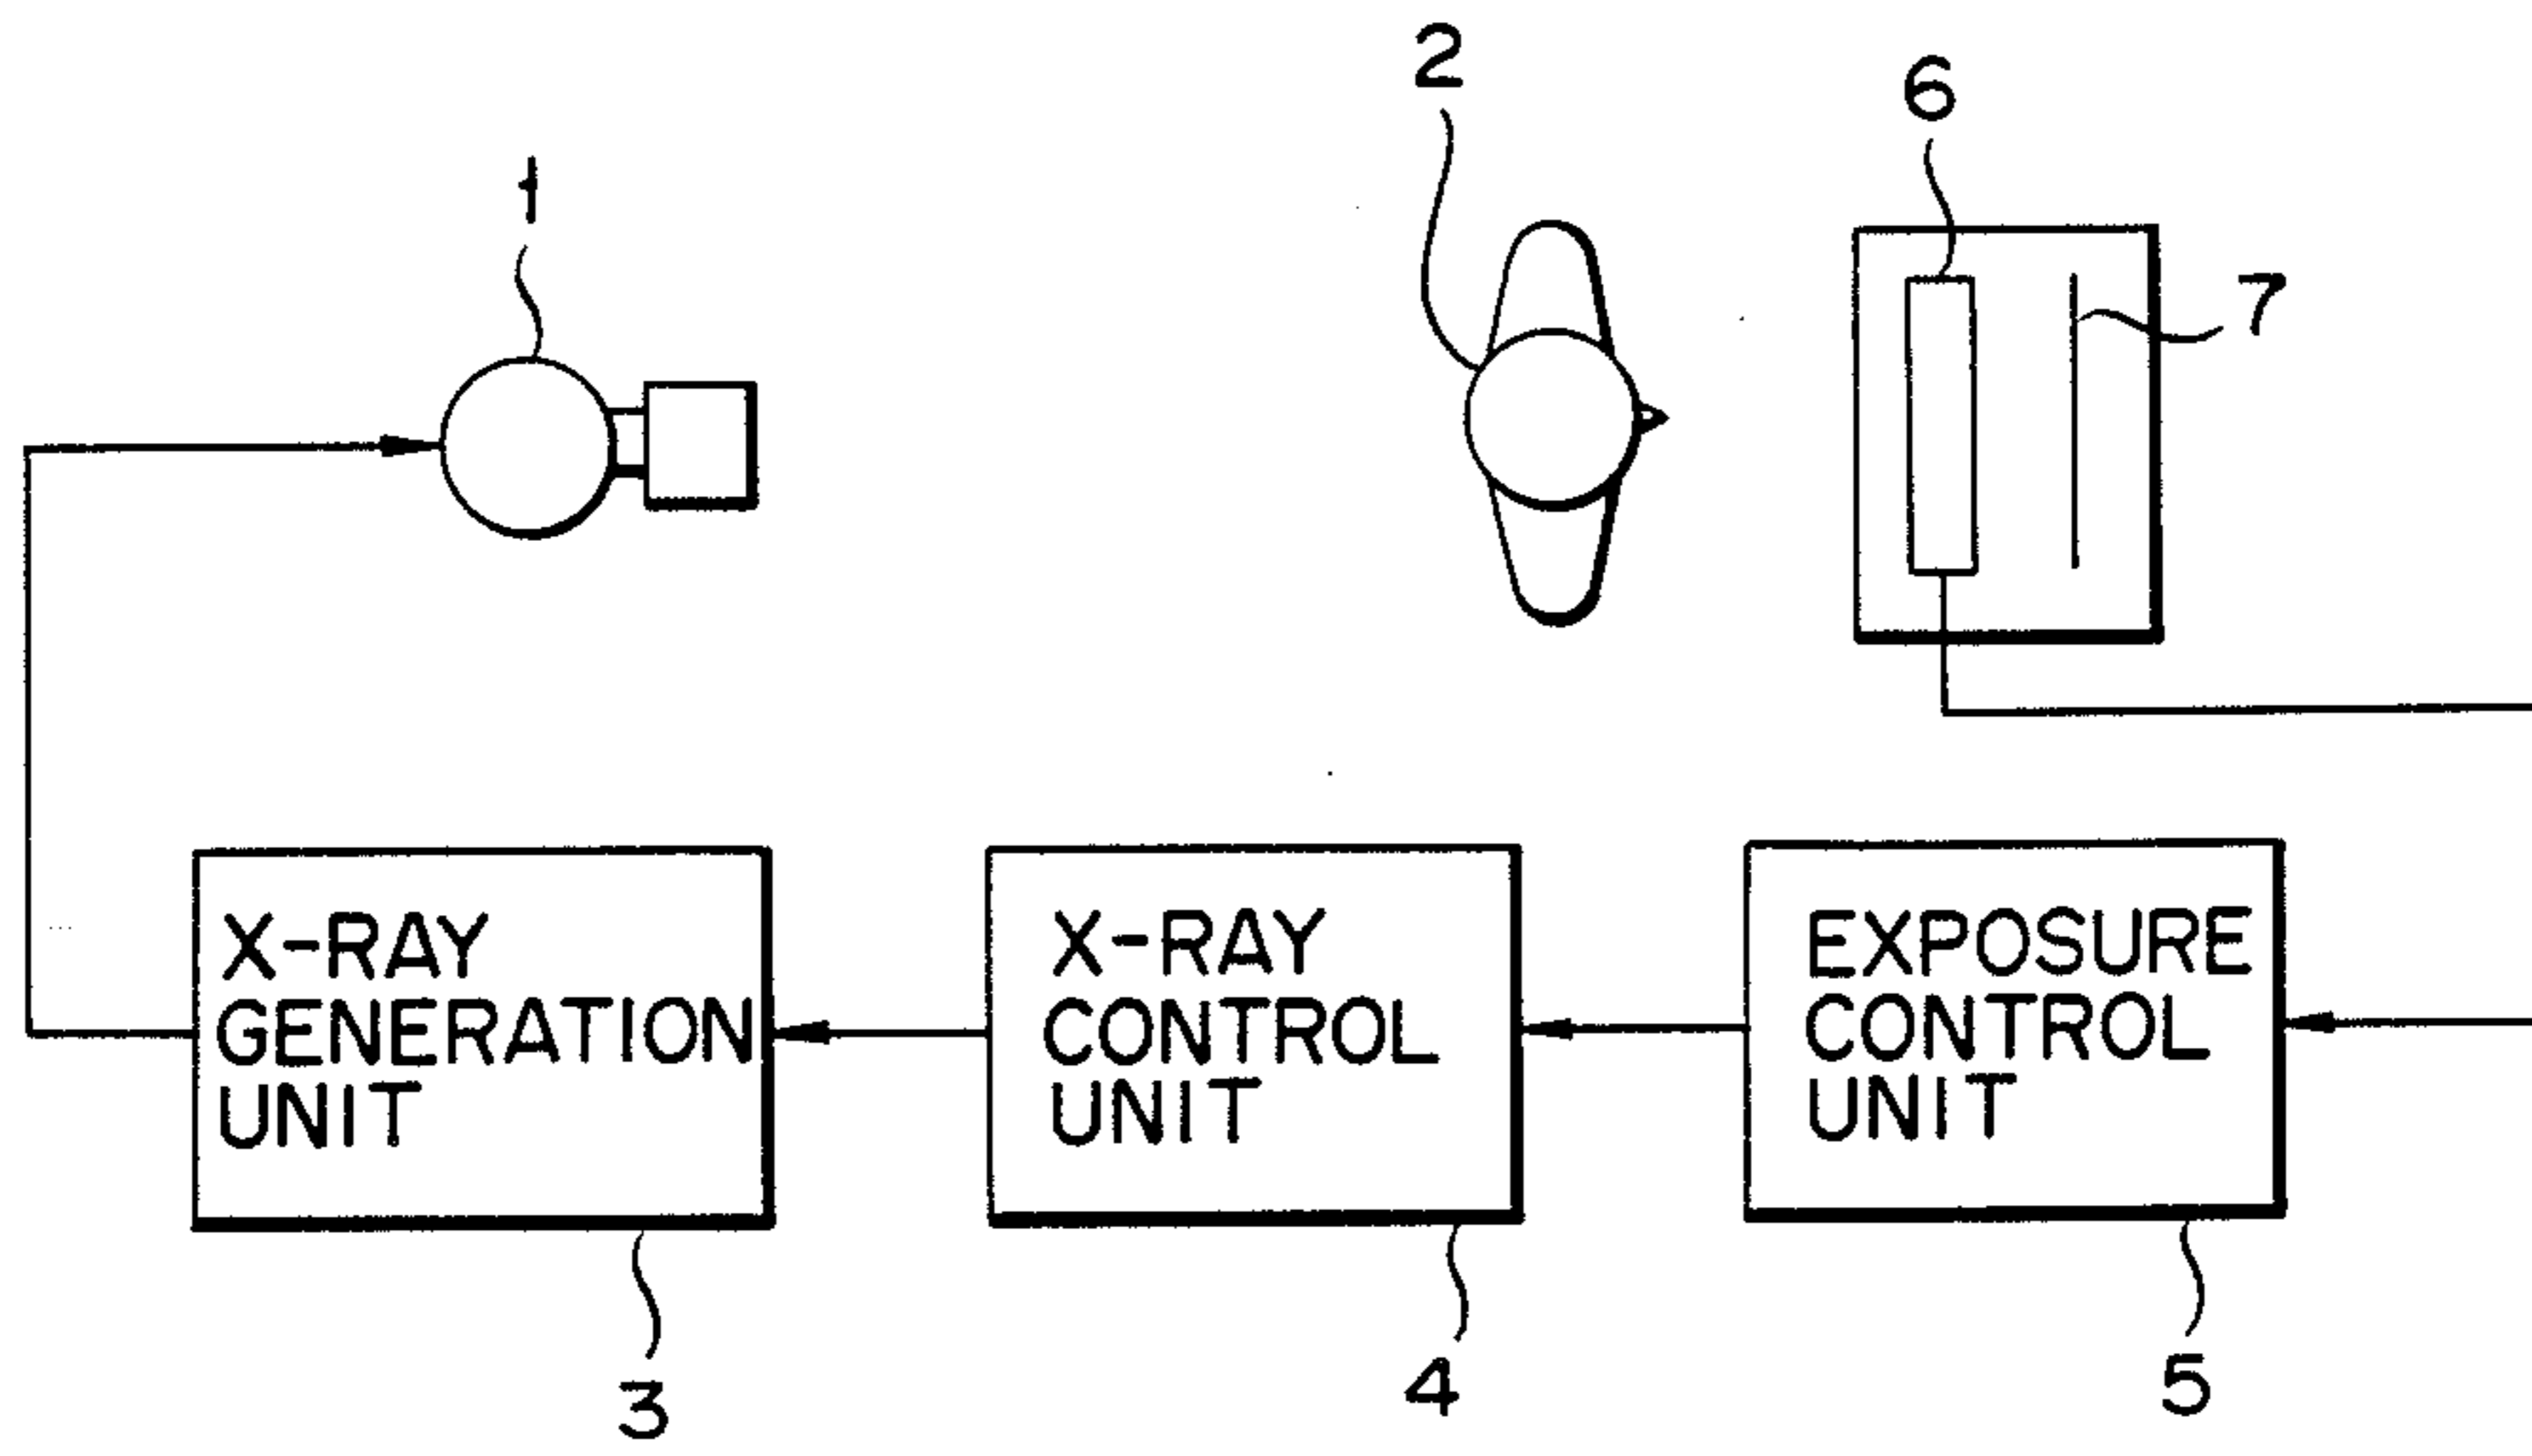 2
6
1
7
X-RAY
GENERATION
UNIT
X-RAY
CONTROL
UNIT
EXPOSURE
CONTROL
UNIT
3
4
5